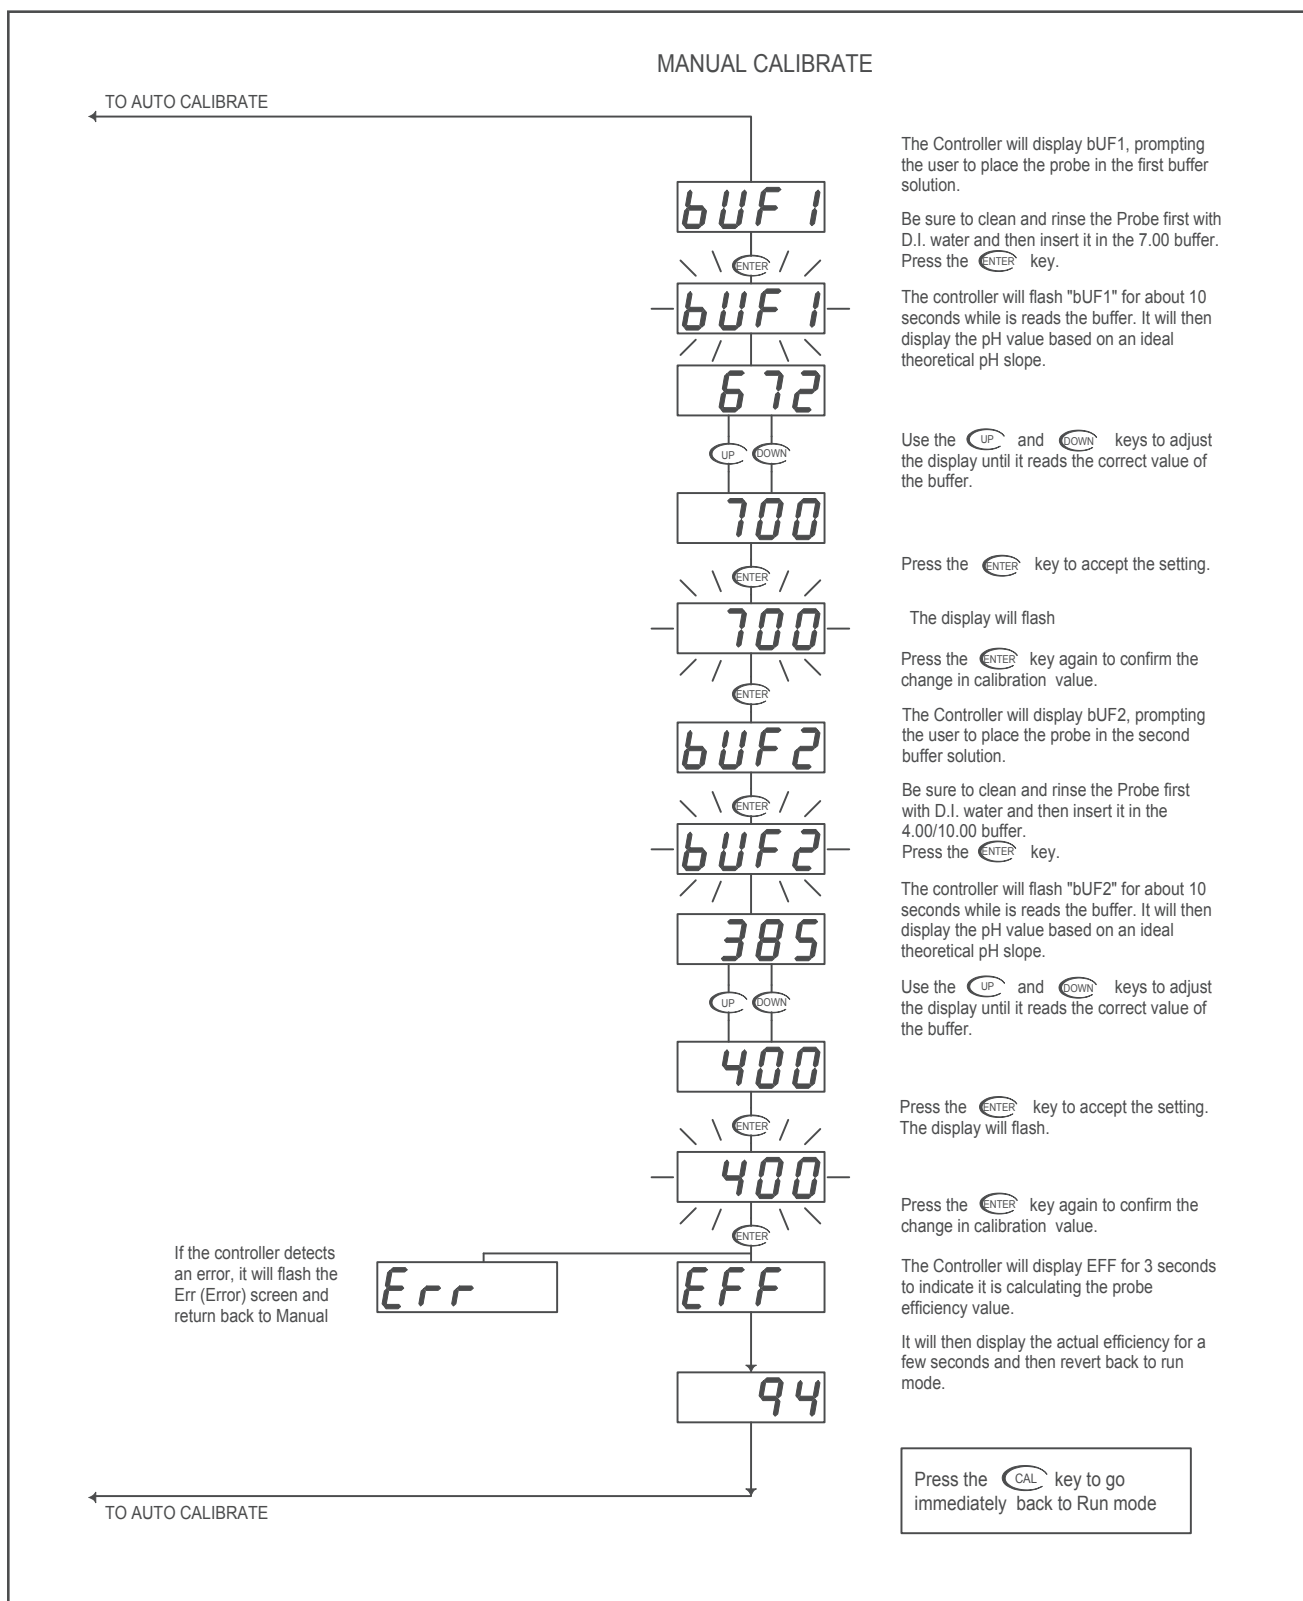 MANUAL CALIBRATE
TO AUTO CALIBRATE
bUF1
ENTER
bUF1
672
UP DOWN
700
ENTER
700
ENTER
bUF2
ENTER
bUF2
385
UP DOWN
400
ENTER
400
ENTER
If the controller detects
an error, it will flash the
Err (Error) screen and
return back to Manual
Err
EFF
94
TO AUTO CALIBRATE
The Controller will display bUF1, prompting
the user to place the probe in the first buffer
solution.
Be sure to clean and rinse the Probe first with
D.I. water and then insert it in the 7.00 buffer.
Press the ENTER key.
The controller will flash "bUF1" for about 10
seconds while is reads the buffer. It will then
display the pH value based on an ideal
theoretical pH slope.
Use the UP and DOWN keys to adjust
the display until it reads the correct value of
the buffer.
Press the ENTER key to accept the setting.
The display will flash
Press the ENTER key again to confirm the
change in calibration value.
The Controller will display bUF2, prompting
the user to place the probe in the second
buffer solution.
Be sure to clean and rinse the Probe first
with D.I. water and then insert it in the
4.00/10.00 buffer.
Press the ENTER key.
The controller will flash "bUF2" for about 10
seconds while is reads the buffer. It will then
display the pH value based on an ideal
theoretical pH slope.
Use the UP and DOWN keys to adjust
the display until it reads the correct value of
the buffer.
Press the ENTER key to accept the setting.
The display will flash.
Press the ENTER key again to confirm the
change in calibration value.
The Controller will display EFF for 3 seconds
to indicate it is calculating the probe
efficiency value.
It will then display the actual efficiency for a
few seconds and then revert back to run
mode.
Press the CAL key to go
immediately back to Run mode